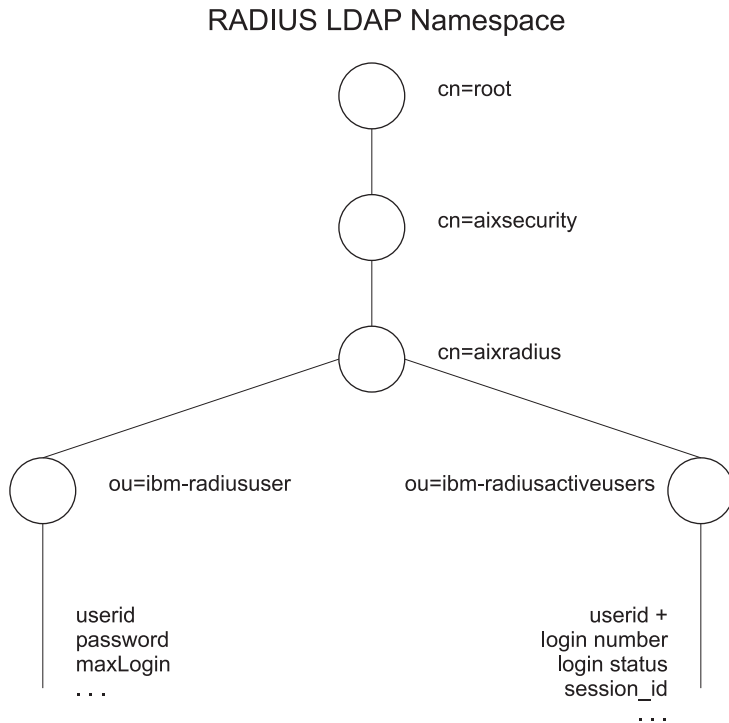 RADIUS LDAP Namespace
cn=root
cn=aixsecurity
cn=aixradius
ou=ibm-radiususer
ou=ibm-radiusactiveusers
userid
password
maxLogin
. . .
userid +
login number
login status
session_id
. . .